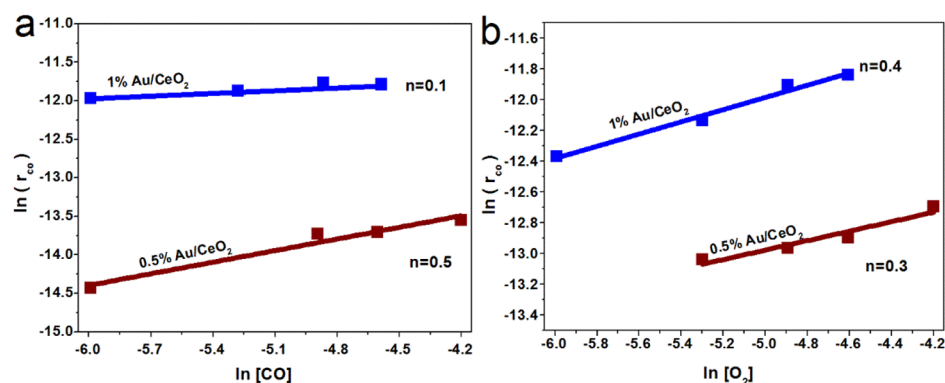 a
-11.0
-11.5
-12.0
-12.5
-13.0
-13.5
-14.0
-14.5
-15.0
ln ( r_co )
1% Au/CeO₂
n=0.1
0.5% Au/CeO₂
n=0.5
-6.0 -5.7 -5.4 -5.1 -4.8 -4.5 -4.2
ln [CO]
b
-11.6
-11.8
-12.0
-12.2
-12.4
-12.6
-12.8
-13.0
-13.2
-13.4
ln ( r_co )
1% Au/CeO₂
n=0.4
0.5% Au/CeO₂
n=0.3
-6.0 -5.8 -5.6 -5.4 -5.2 -5.0 -4.8 -4.6 -4.4 -4.2
ln [O₂]